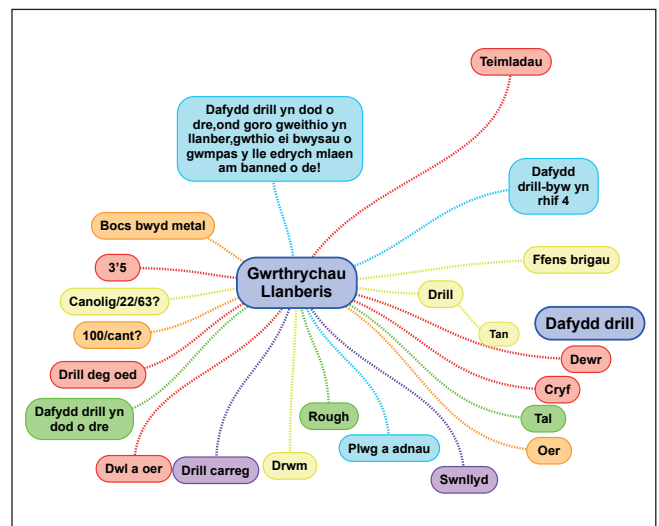 Teimladau
Dafydd drill yn dod o
dre,ond goro gweithio yn
llanber,gwthio ei bwysau o
gwmpas y lle edrych mlaen
am banned o de!
Dafydd
drill-byw yn
rhif 4
Bocs bwyd metal
Ffens brigau
3'5
Gwrthrychau
Llanberis
Canolig/22/63?
Drill
Dafydd drill
100/cant?
Tan
Dewr
Drill deg oed
Cryf
Dafydd drill yn
dod o dre
Rough
Tal
Plwg a adnau
Oer
Dwl a oer
Drill carreg
Drwm
Swnllyd